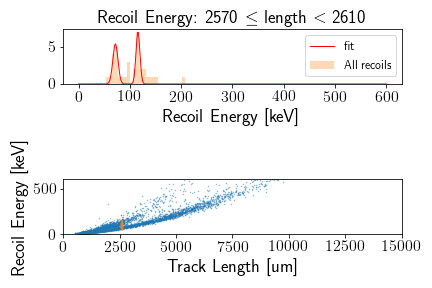 Recoil Energy: 2570 ≤ length < 2610
5
0
fit
All recoils
0 100 200 300 400 500 600
Recoil Energy [keV]
Recoil Energy [keV]
500
0
0 2500 5000 7500 10000 12500 15000
Track Length [um]